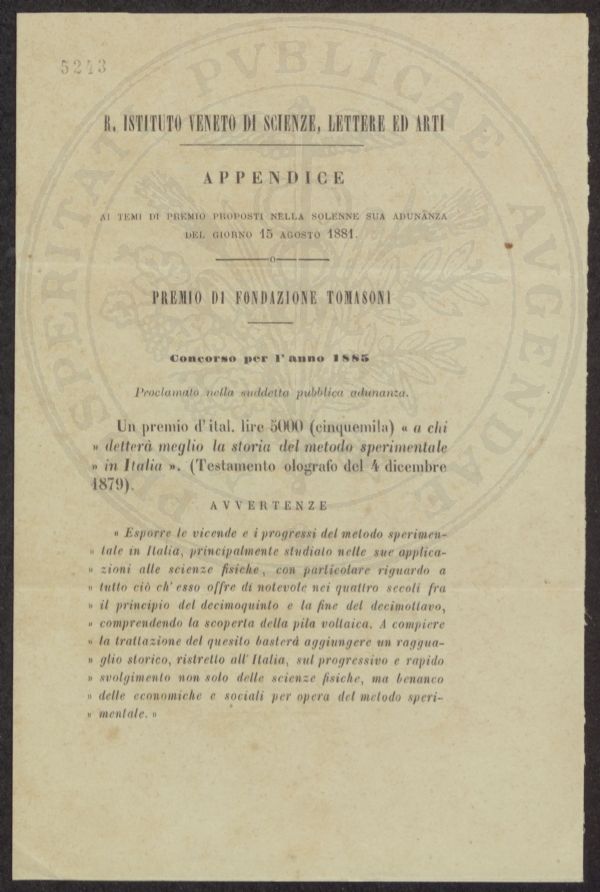 5243
R. ISTITUTO VENETO DI SCIENZE, LETTERE ED ARTI
APPENDICE
AI TEMI DI PREMIO PROPOSTI NELLA SOLENNE SUA ADUNANZA
DEL GIORNO 15 AGOSTO 1881.
PREMIO DI FONDAZIONE TOMASONI
Concorso per l'anno 1885
Proclamato nella suddetta pubblica adunanza.
Un premio d'ital. lire 5000 (cinquemila) « a chi
» detterà meglio la storia del metodo sperimentale
» in Italia ». (Testamento olografo del 4 dicembre
1879).
AVVERTENZE
« Esporre le vicende e i progressi del metodo sperimen-
» tale in Italia, principalmente studiato nelle sue applica-
» zioni alle scienze fisiche, con particolare riguardo a
» tutto ciò ch'esso offre di notevole nei quattro secoli fra
» il principio del decimoquinto e la fine del decimottavo,
» comprendendo la scoperta della pila voltaica. A compiere
» la trattazione del quesito basterà aggiungere un raggua-
» glio storico, ristretto all'Italia, sul progressivo e rapido
» svolgimento non solo delle scienze fisiche, ma benanco
» delle economiche e sociali per opera del metodo speri-
» mentale. »
PROSPERITATI PVBLICAE AVGENDAE